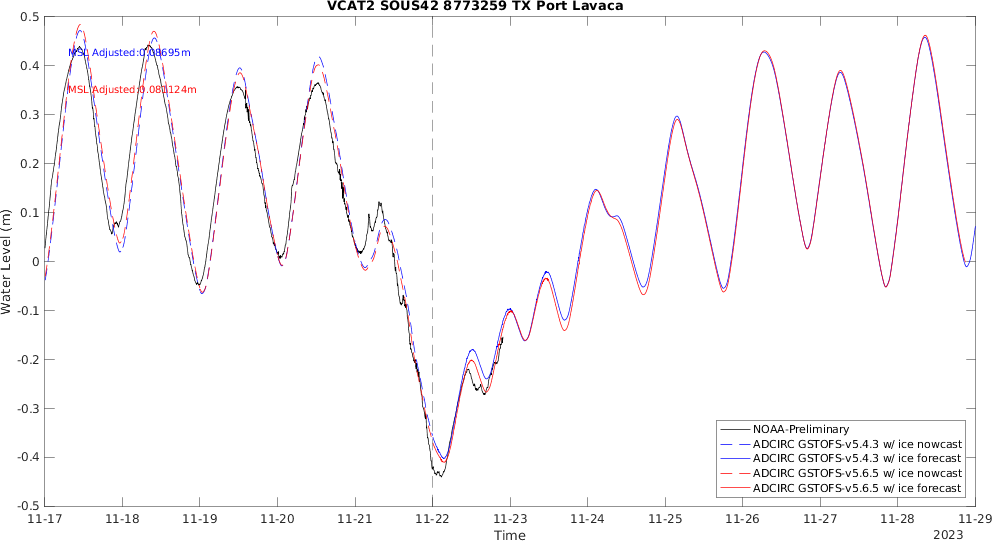 VCAT2 SOUS42 8773259 TX Port Lavaca
MSL Adjusted:0.08695m
MSL Adjusted:0.081124m
Water Level (m)
0.5
0.4
0.3
0.2
0.1
0
-0.1
-0.2
-0.3
-0.4
-0.5
NOAA-Preliminary
ADCIRC GSTOFS-v5.4.3 w/ ice nowcast
ADCIRC GSTOFS-v5.4.3 w/ ice forecast
ADCIRC GSTOFS-v5.6.5 w/ ice nowcast
ADCIRC GSTOFS-v5.6.5 w/ ice forecast
11-17 11-18 11-19 11-20 11-21 11-22 11-23 11-24 11-25 11-26 11-27 11-28 11-29
Time
2023